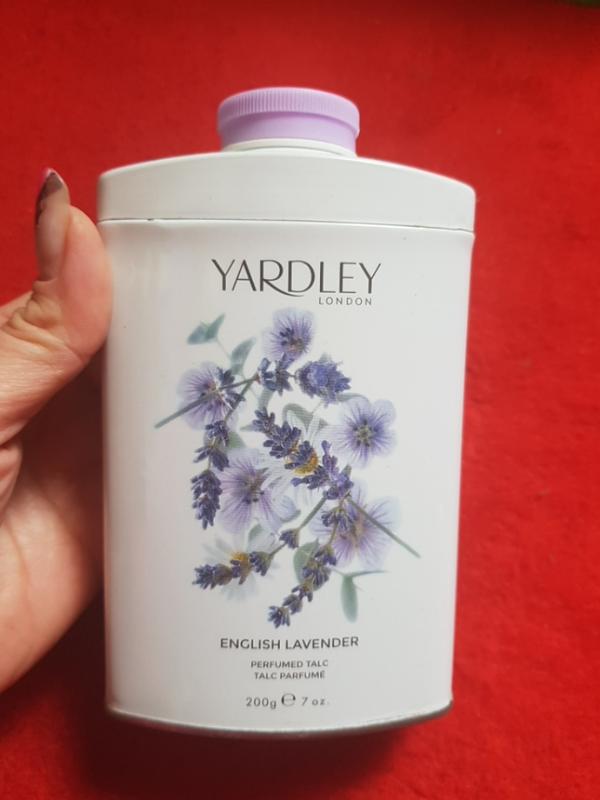 YARDLEY
LONDON
ENGLISH LAVENDER
PERFUMED TALC
TALC PARFUMÉ
200g ℮ 7 oz.